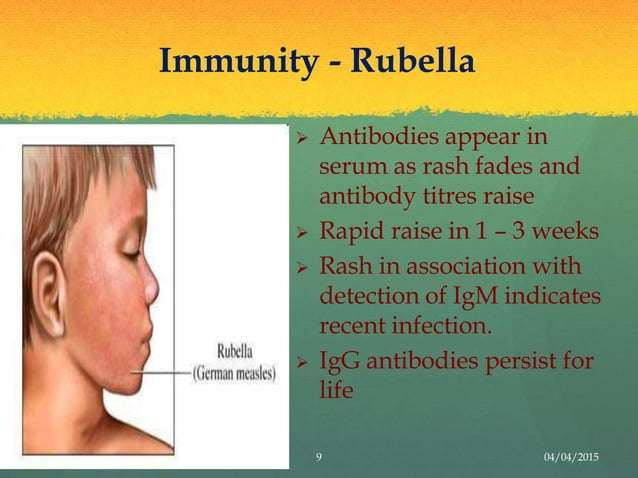 Immunity - Rubella
Rubella
(German measles)
➢ Antibodies appear in
serum as rash fades and
antibody titres raise
➢ Rapid raise in 1 – 3 weeks
➢ Rash in association with
detection of IgM indicates
recent infection.
➢ IgG antibodies persist for
life
9
04/04/2015